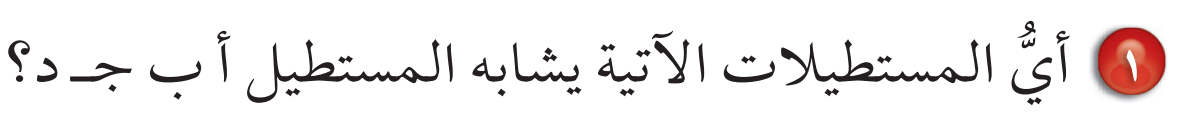 ١ أيُّ المستطيلات الآتية يشابه المستطيل أ ب جـ د؟